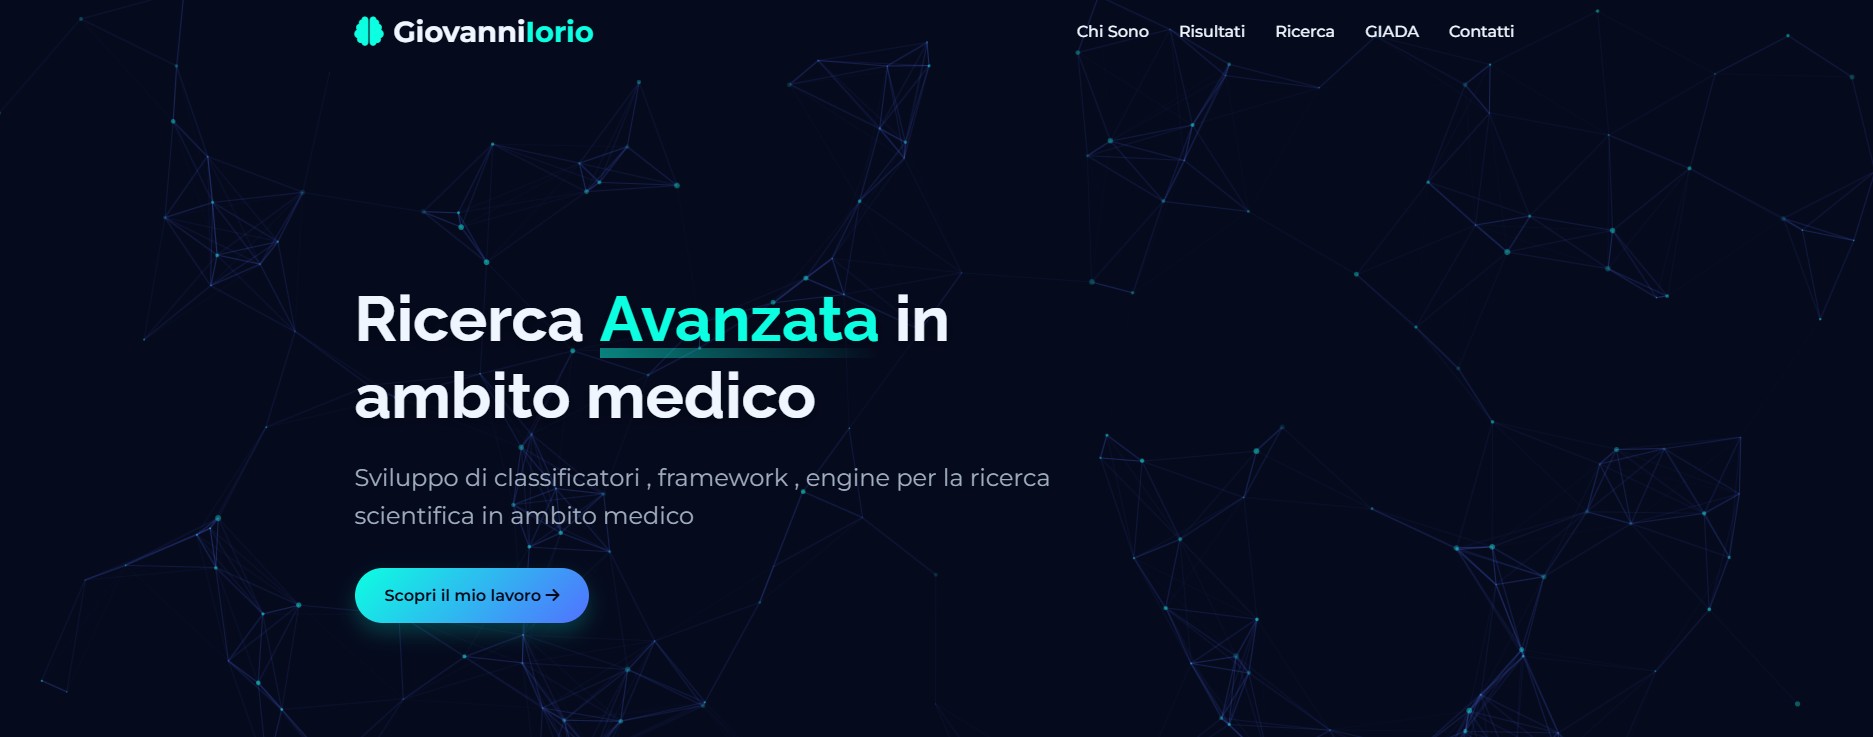 GiovanniIorio
Chi Sono Risultati Ricerca GIADA Contatti
Ricerca Avanzata in
ambito medico
Sviluppo di classificatori , framework , engine per la ricerca
scientifica in ambito medico
Scopri il mio lavoro →